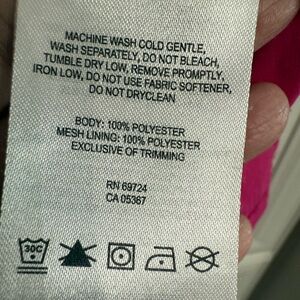 MACHINE WASH COLD GENTLE,
WASH SEPARATELY, DO NOT BLEACH,
TUMBLE DRY LOW, REMOVE PROMPTLY,
IRON LOW, DO NOT USE FABRIC SOFTENER,
DO NOT DRYCLEAN
BODY: 100% POLYESTER
MESH LINING: 100% POLYESTER
EXCLUSIVE OF TRIMMING
RN 69724
CA 05367
30C